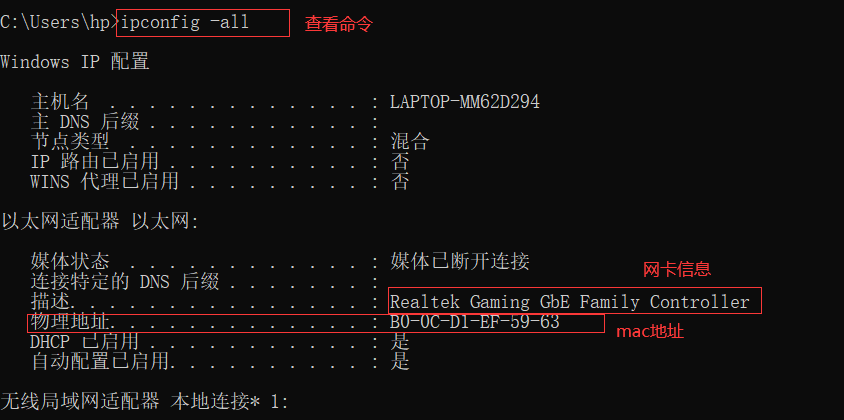 C:\Users\hp>ipconfig -all 查看命令
Windows IP 配置
主机名 . . . . . . . . . . . . . : LAPTOP-MM62D294
主 DNS 后缀 . . . . . . . . . . . :
节点类型 . . . . . . . . . . . . : 混合
IP 路由已启用 . . . . . . . . . . : 否
WINS 代理已启用 . . . . . . . . . : 否
以太网适配器 以太网:
媒体状态 . . . . . . . . . . . . : 媒体已断开连接
网卡信息
连接特定的 DNS 后缀 . . . . . . . :
描述. . . . . . . . . . . . . . . : Realtek Gaming GbE Family Controller
物理地址. . . . . . . . . . . . . : B0-0C-D1-EF-59-63 mac地址
DHCP 已启用 . . . . . . . . . . . : 是
自动配置已启用. . . . . . . . . . : 是
无线局域网适配器 本地连接* 1: